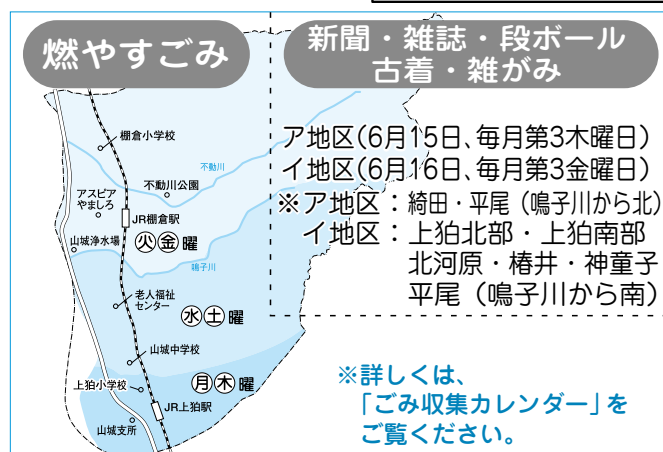 燃やすごみ
新聞・雑誌・段ボール
古着・雑がみ
ア地区(6月15日、毎月第3木曜日)
イ地区(6月16日、毎月第3金曜日)
※ア地区：綺田・平尾（鳴子川から北）
イ地区：上狛北部・上狛南部
北河原・椿井・神童子
平尾（鳴子川から南）
棚倉小学校
不動川
アスピア
やましろ
不動川公園
JR棚倉駅
山城浄水場
火金曜
鳴子川
老人福祉
センター
水土曜
山城中学校
上狛小学校
月木曜
JR上狛駅
山城支所
※詳しくは、
「ごみ収集カレンダー」を
ご覧ください。